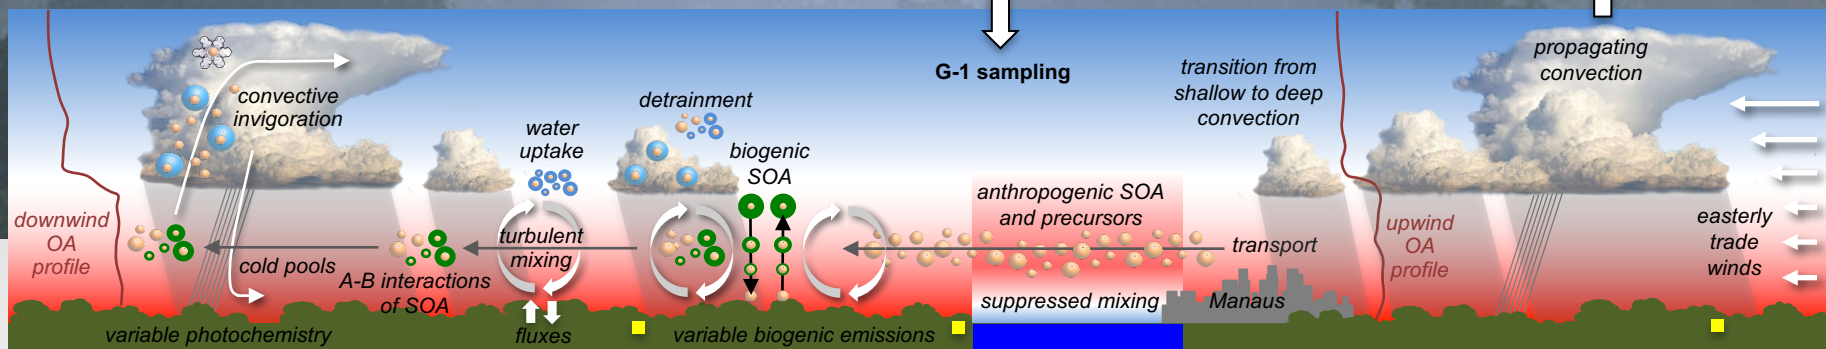 convective
invigoration
downwind
OA
profile
cold pools
variable photochemistry
A-B interactions
of SOA
water
uptake
turbulent
mixing
fluxes
detrainment
biogenic
SOA
variable biogenic emissions
G-1 sampling
anthropogenic SOA
and precursors
suppressed mixing
transition from
shallow to deep
convection
transport
Manaus
upwind
OA
profile
propagating
convection
easterly
trade
winds